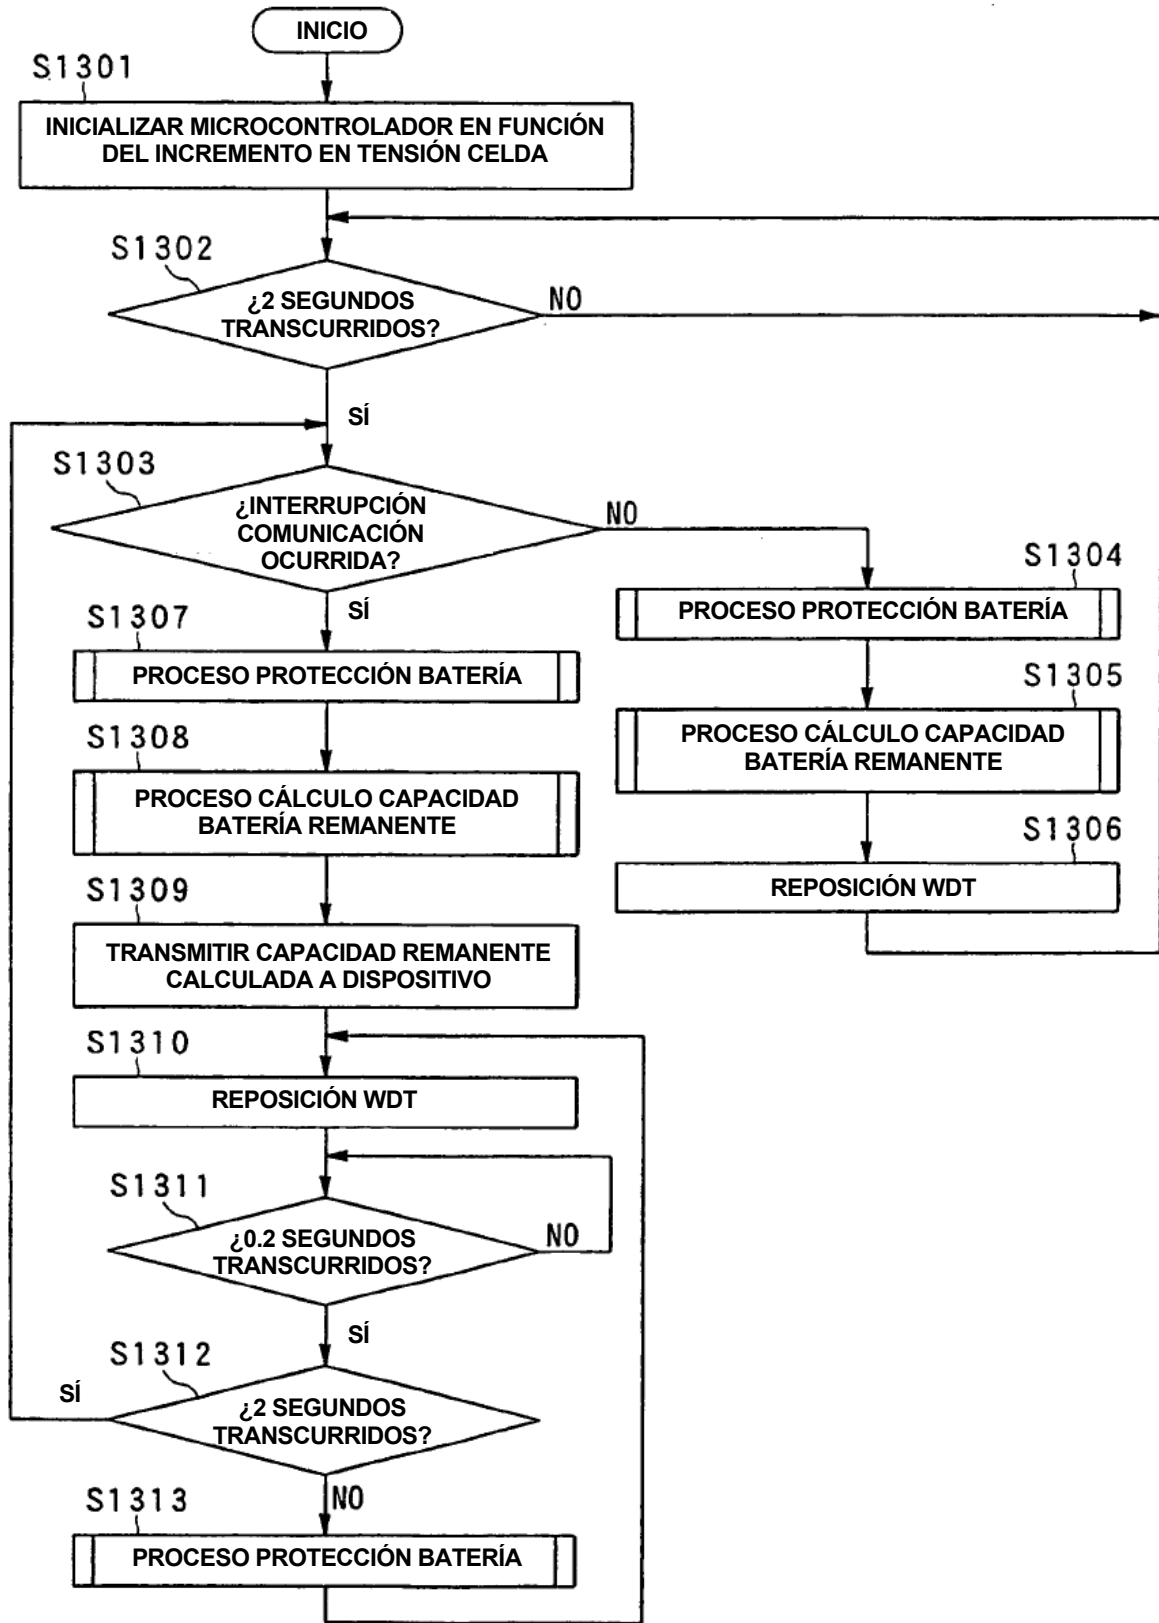 INICIO
S1301
INICIALIZAR MICROCONTROLADOR EN FUNCIÓN
DEL INCREMENTO EN TENSIÓN CELDA
S1302
¿2 SEGUNDOS
TRANSCURRIDOS?
NO
SÍ
S1303
¿INTERRUPCIÓN
COMUNICACIÓN
OCURRIDA?
NO
SÍ
S1304
PROCESO PROTECCIÓN BATERÍA
S1305
PROCESO CÁLCULO CAPACIDAD
BATERÍA REMANENTE
S1306
REPOSICIÓN WDT
S1307
PROCESO PROTECCIÓN BATERÍA
S1308
PROCESO CÁLCULO CAPACIDAD
BATERÍA REMANENTE
S1309
TRANSMITIR CAPACIDAD REMANENTE
CALCULADA A DISPOSITIVO
S1310
REPOSICIÓN WDT
S1311
¿0.2 SEGUNDOS
TRANSCURRIDOS?
NO
SÍ
S1312
SÍ
¿2 SEGUNDOS
TRANSCURRIDOS?
NO
S1313
PROCESO PROTECCIÓN BATERÍA